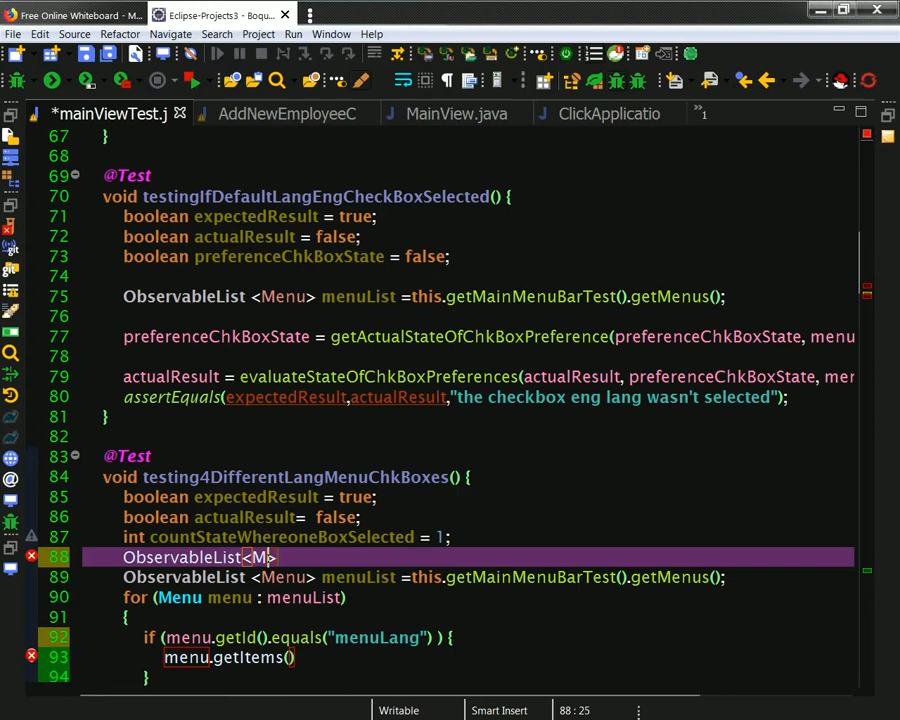 Free Online Whiteboard - M...
Eclipse-Projects3 - Boqu...
File Edit Source Refactor Navigate Search Project Run Window Help
*mainViewTest.j
AddNewEmployeeC
MainView.java
ClickApplicatio
»1
67 }
68
69 @Test
70 void testingIfDefaultLangEngCheckBoxSelected() {
71 boolean expectedResult = true;
72 boolean actualResult = false;
73 boolean preferenceChkBoxState = false;
74
75 ObservableList <Menu> menuList =this.getMainMenuBarTest().getMenus();
76
77 preferenceChkBoxState = getActualStateOfChkBoxPreference(preferenceChkBoxState, menu
78
79 actualResult = evaluateStateOfChkBoxPreferences(actualResult, preferenceChkBoxState, mer
80 assertEquals(expectedResult,actualResult,"the checkbox eng lang wasn't selected");
81 }
82
83 @Test
84 void testing4DifferentLangMenuChkBoxes() {
85 boolean expectedResult = true;
86 boolean actualResult= false;
87 int countStateWhereoneBoxSelected = 1;
88 ObservableList<M>
89 ObservableList <Menu> menuList =this.getMainMenuBarTest().getMenus();
90 for (Menu menu : menuList)
91 {
92 if (menu.getId().equals("menuLang") ) {
93 menu.getItems()
94 }
Writable Smart Insert 88 : 25